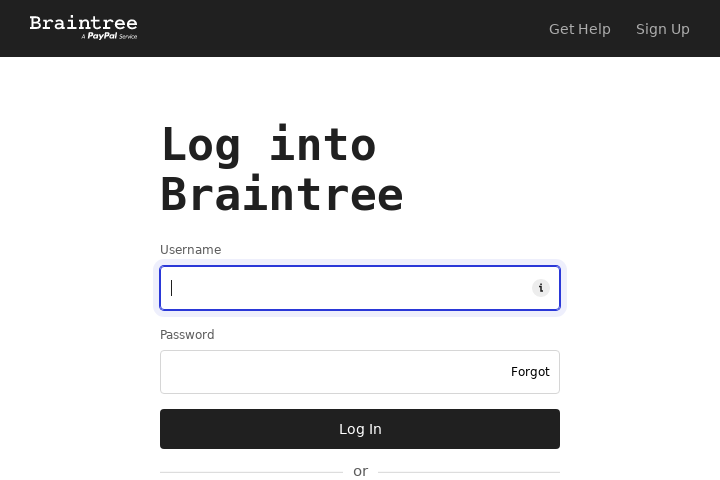 Braintree
A PayPal Service
Get Help
Sign Up
Log into
Braintree
Username
i
Password
Forgot
Log In
or